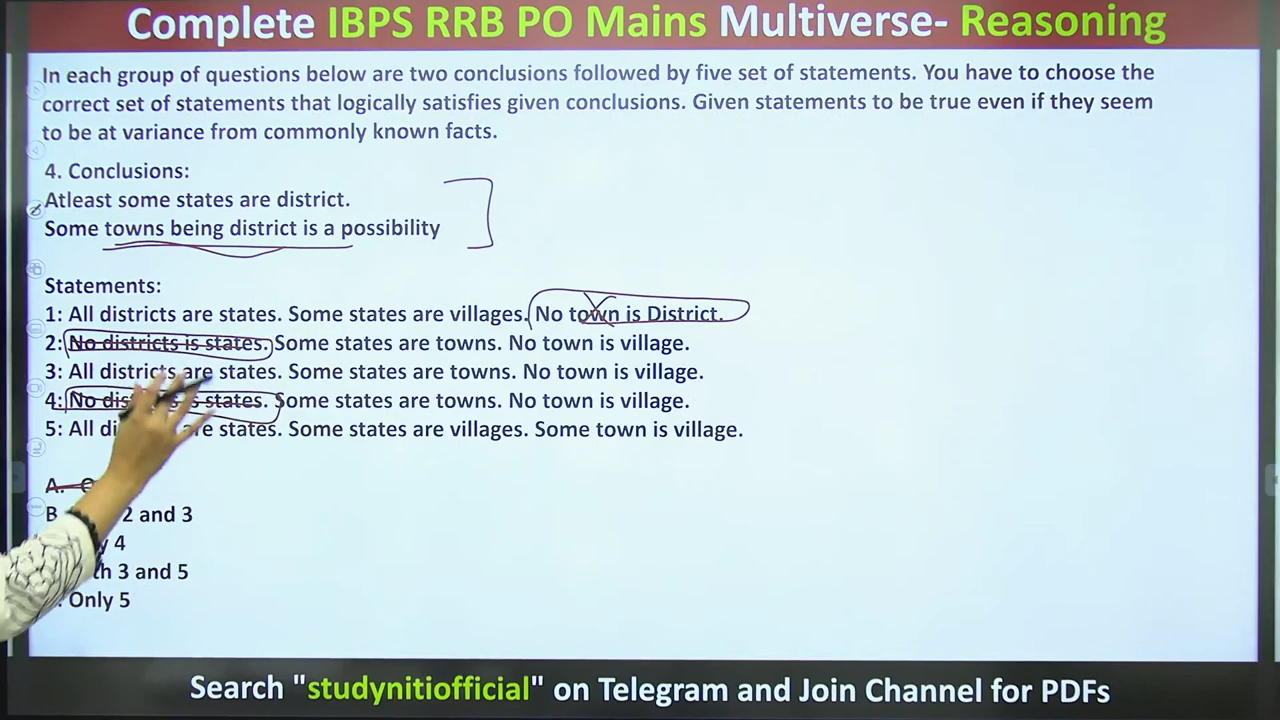 Complete IBPS RRB PO Mains Multiverse- Reasoning
In each group of questions below are two conclusions followed by five set of statements. You have to choose the
correct set of statements that logically satisfies given conclusions. Given statements to be true even if they seem
to be at variance from commonly known facts.
4. Conclusions:
Atleast some states are district.
Some towns being district is a possibility
Statements:
1: All districts are states. Some states are villages. No town is District.
2: No districts is states. Some states are towns. No town is village.
3: All districts are states. Some states are towns. No town is village.
4: No is states. Some states are towns. No town is village.
5: All are states. Some states are villages. Some town is village.
A.
B 2 and 3
4
3 and 5
Only 5
Search "studynitiofficial" on Telegram and Join Channel for PDFs